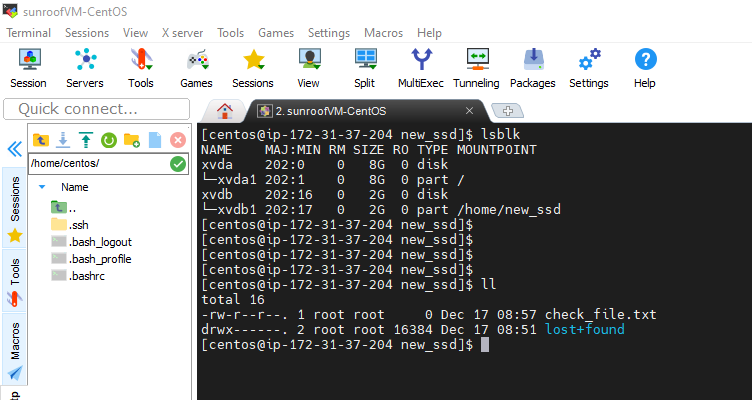 sunroofVM-CentOS
Terminal Sessions View X server Tools Games Settings Macros Help
Session Servers Tools Games Sessions View Split MultiExec Tunneling Packages Settings Help
Quick connect...
2. sunroofVM-CentOS
/home/centos/
Name
..
.ssh
.bash_logout
.bash_profile
.bashrc
Sessions
Tools
Macros
tp
[centos@ip-172-31-37-204 new_ssd]$ lsblk
NAME    MAJ:MIN RM SIZE RO TYPE MOUNTPOINT
xvda    202:0    0   8G  0 disk
└─xvda1 202:1    0   8G  0 part /
xvdb    202:16   0   2G  0 disk
└─xvdb1 202:17   0   2G  0 part /home/new_ssd
[centos@ip-172-31-37-204 new_ssd]$
[centos@ip-172-31-37-204 new_ssd]$
[centos@ip-172-31-37-204 new_ssd]$
[centos@ip-172-31-37-204 new_ssd]$ ll
total 16
-rw-r--r--. 1 root root     0 Dec 17 08:57 check_file.txt
drwx------. 2 root root 16384 Dec 17 08:51 lost+found
[centos@ip-172-31-37-204 new_ssd]$